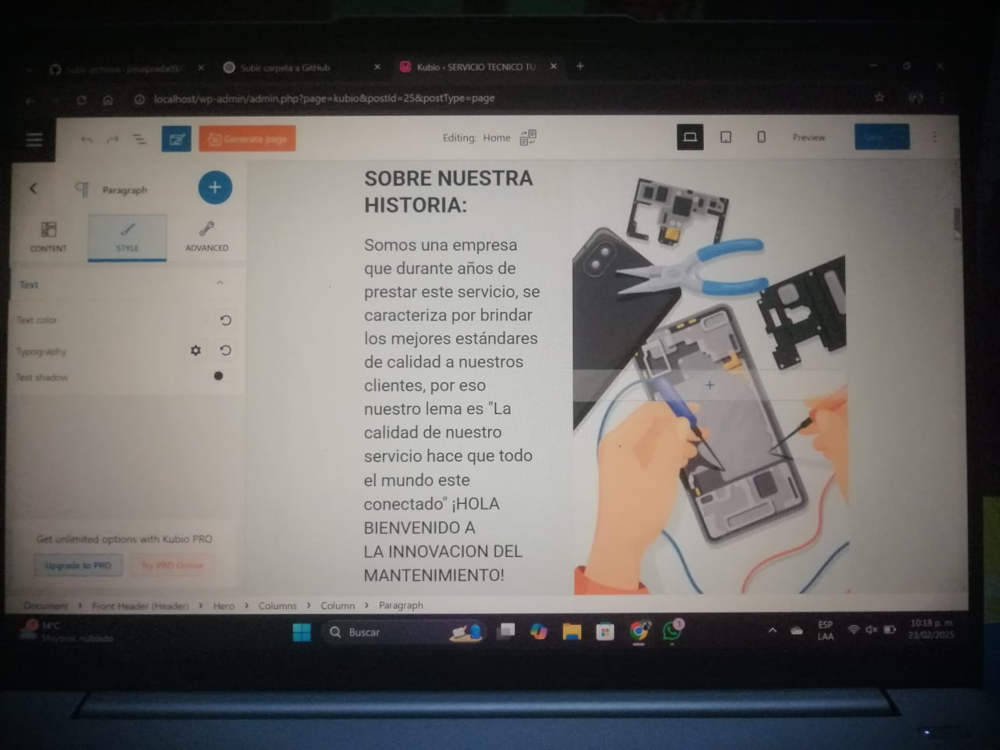 Subir archivos · jesusprada09/
Subir carpeta a GitHub
Kubio ‹ SERVICIO TECNICO TU
localhost/wp-admin/admin.php?page=kubio&postId=25&postType=page
Generate page
Editing: Home
Preview
Save
Paragraph
CONTENT
STYLE
ADVANCED
Text
Text color
Typography
Text shadow
Get unlimited options with Kubio PRO
Upgrade to PRO
Try PRO Online
SOBRE NUESTRA
HISTORIA:
Somos una empresa
que durante años de
prestar este servicio, se
caracteriza por brindar
los mejores estándares
de calidad a nuestros
clientes, por eso
nuestro lema es "La
calidad de nuestro
servicio hace que todo
el mundo este
conectado" ¡HOLA
BIENVENIDO A
LA INNOVACION DEL
MANTENIMIENTO!
Document > Front Header (Header) > Hero > Columns > Column > Paragraph
14°C
Mayorm. nublado
Buscar
1
ESP
LAA
10:18 p. m.
23/02/2025